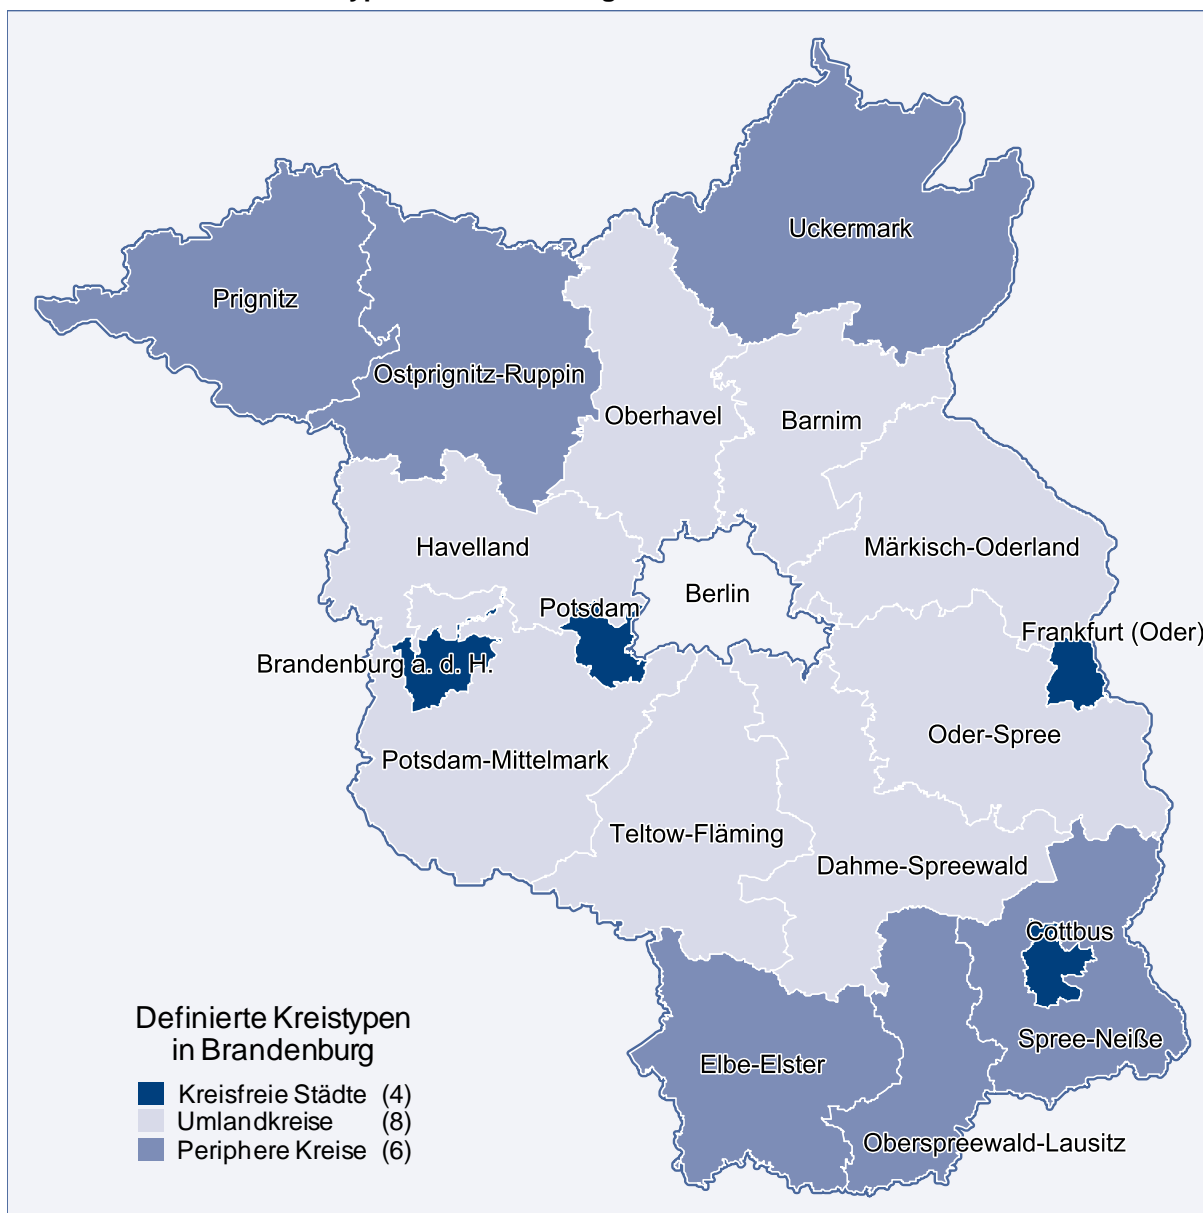 Uckermark
Prignitz
Ostprignitz-Ruppin
Oberhavel
Barnim
Havelland
Märkisch-Oderland
Berlin
Potsdam
Frankfurt (Oder)
Brandenburg a. d. H.
Oder-Spree
Potsdam-Mittelmark
Teltow-Fläming
Dahme-Spreewald
Cottbus
Spree-Neiße
Elbe-Elster
Oberspreewald-Lausitz
Definierte Kreistypen
in Brandenburg
Kreisfreie Städte (4)
Umlandkreise (8)
Periphere Kreise (6)